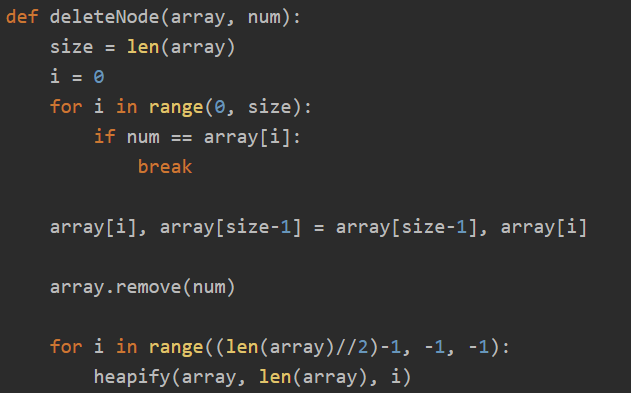 def deleteNode(array, num):
    size = len(array)
    i = 0
    for i in range(0, size):
        if num == array[i]:
            break

    array[i], array[size-1] = array[size-1], array[i]

    array.remove(num)

    for i in range((len(array)//2)-1, -1, -1):
        heapify(array, len(array), i)